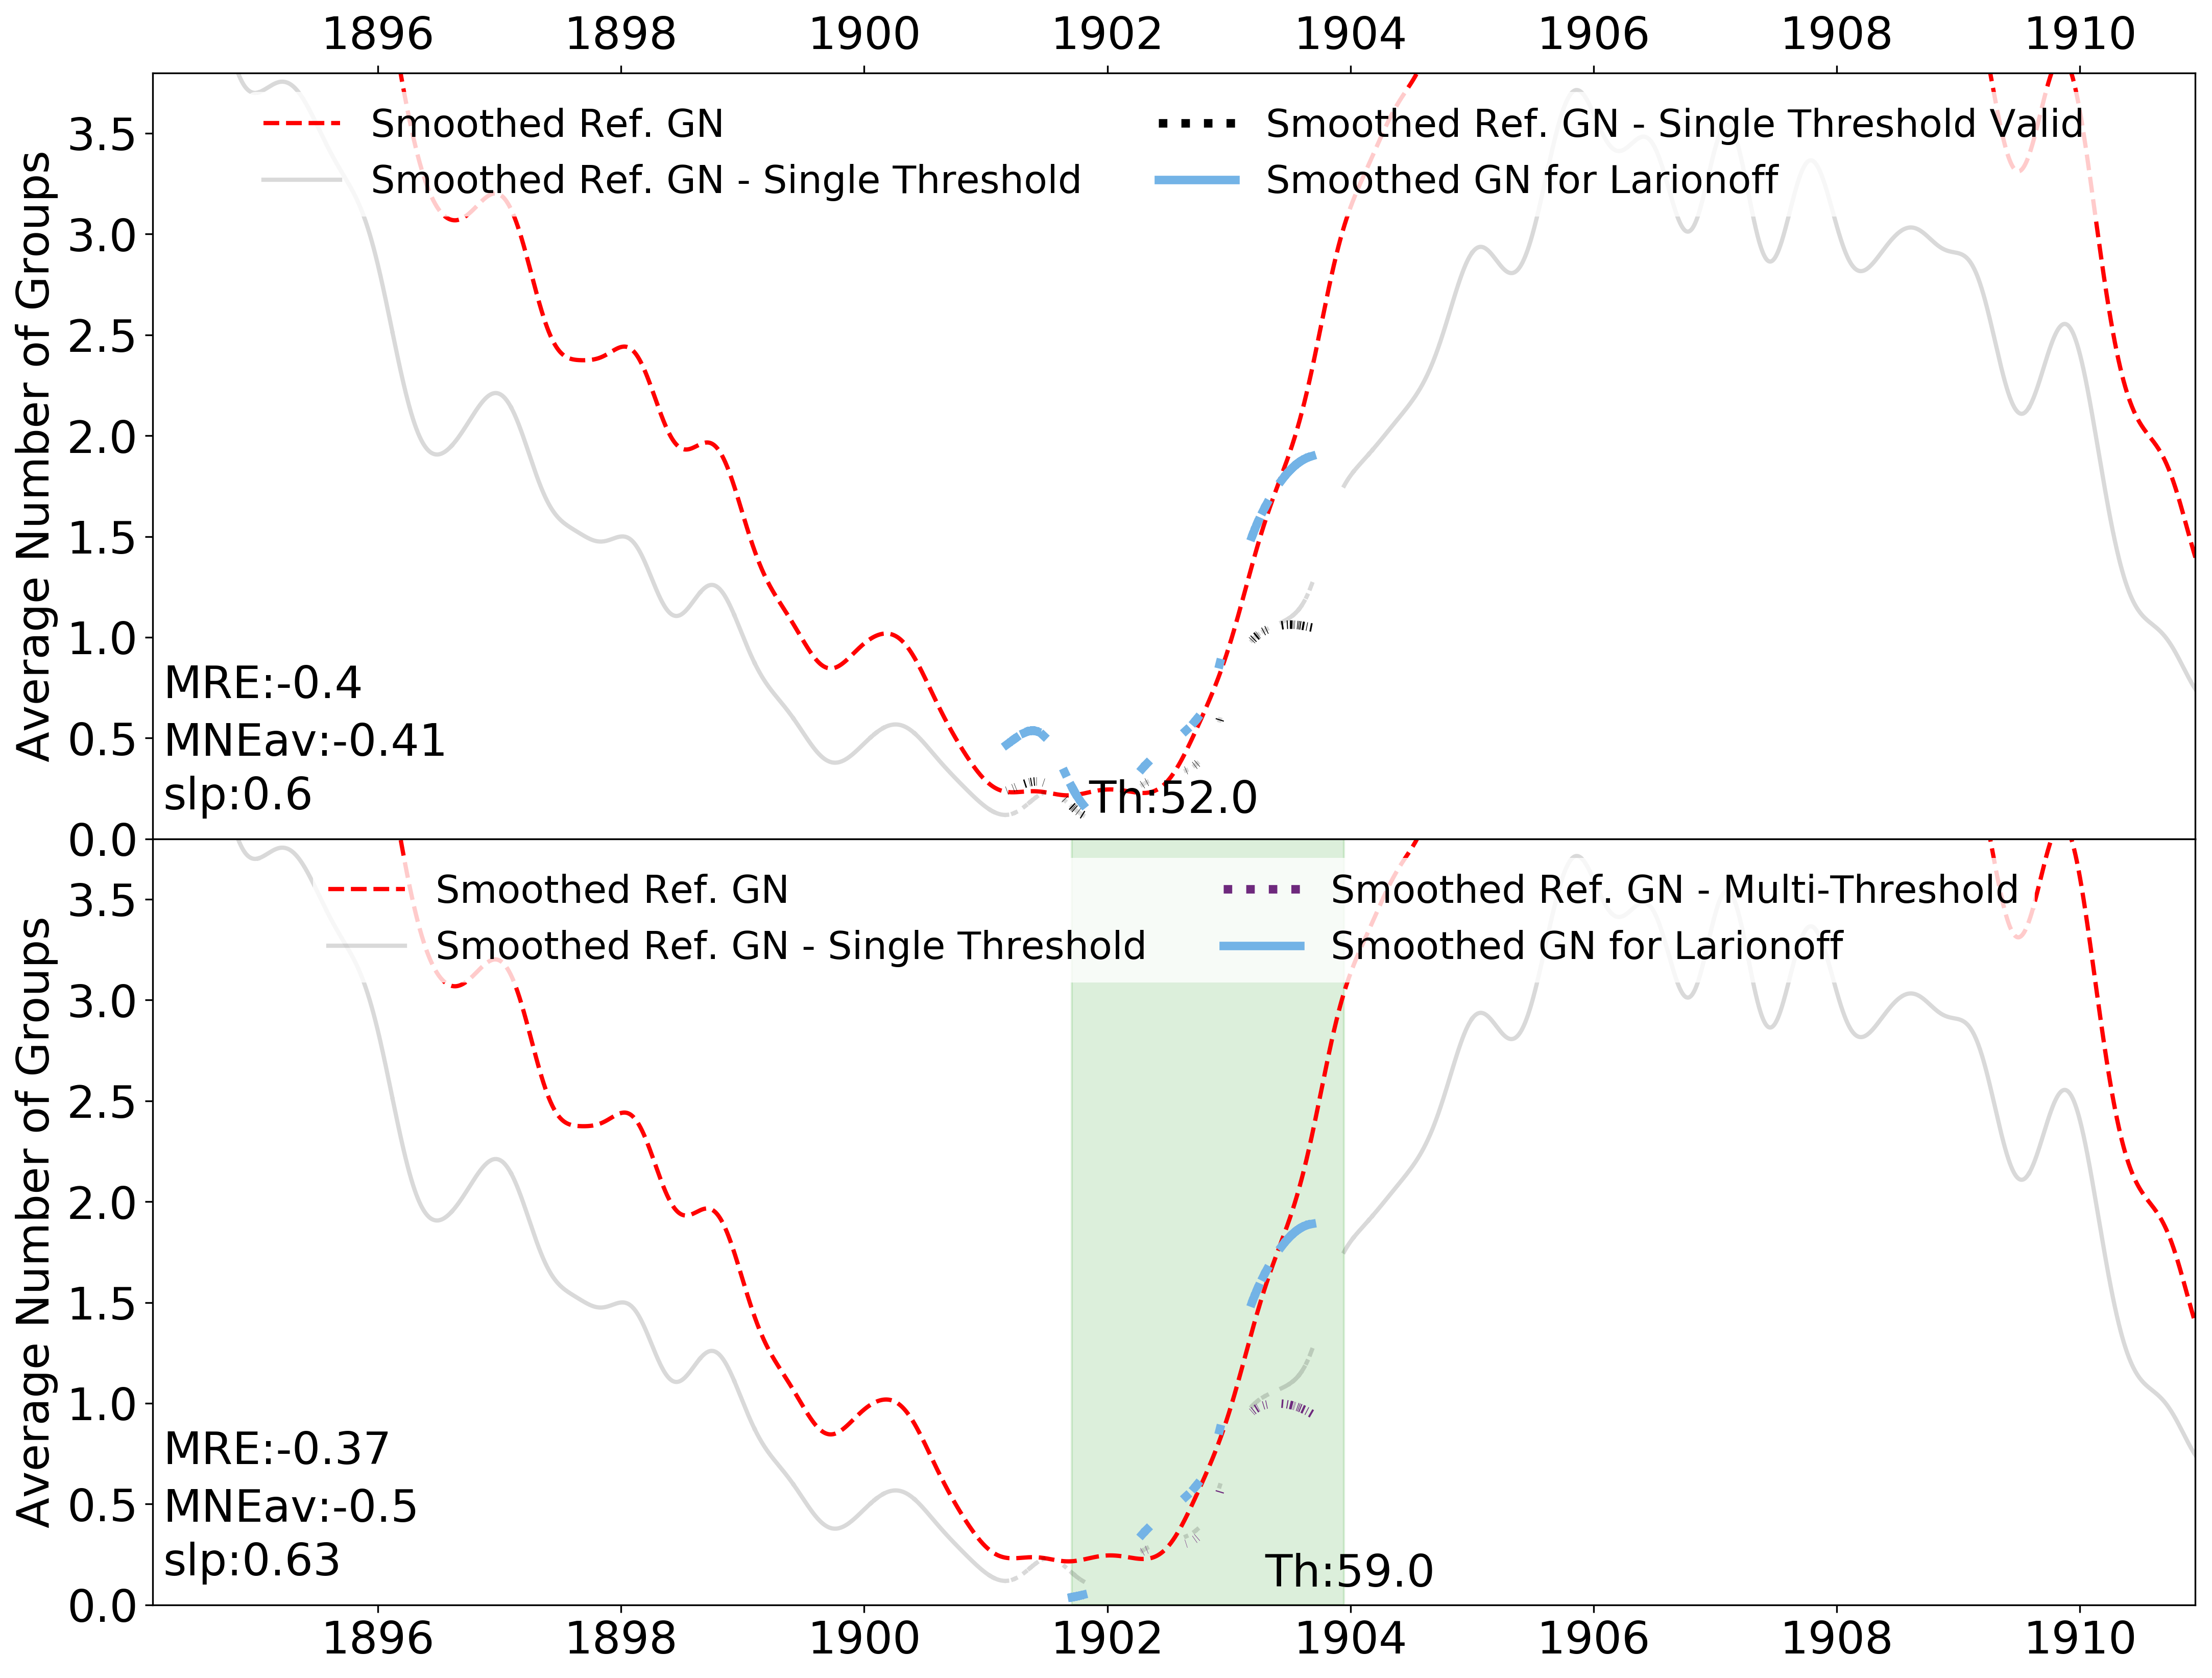 1896 1898 1900 1902 1904 1906 1908 1910
Average Number of Groups
3.5
3.0
2.5
2.0
1.5
1.0
0.5
0.0
Smoothed Ref. GN
Smoothed Ref. GN - Single Threshold
Smoothed Ref. GN - Single Threshold Valid
Smoothed GN for Larionoff
MRE:-0.4
MNEav:-0.41
slp:0.6
Th:52.0
Average Number of Groups
3.5
3.0
2.5
2.0
1.5
1.0
0.5
0.0
Smoothed Ref. GN
Smoothed Ref. GN - Single Threshold
Smoothed Ref. GN - Multi-Threshold
Smoothed GN for Larionoff
MRE:-0.37
MNEav:-0.5
slp:0.63
Th:59.0
1896 1898 1900 1902 1904 1906 1908 1910